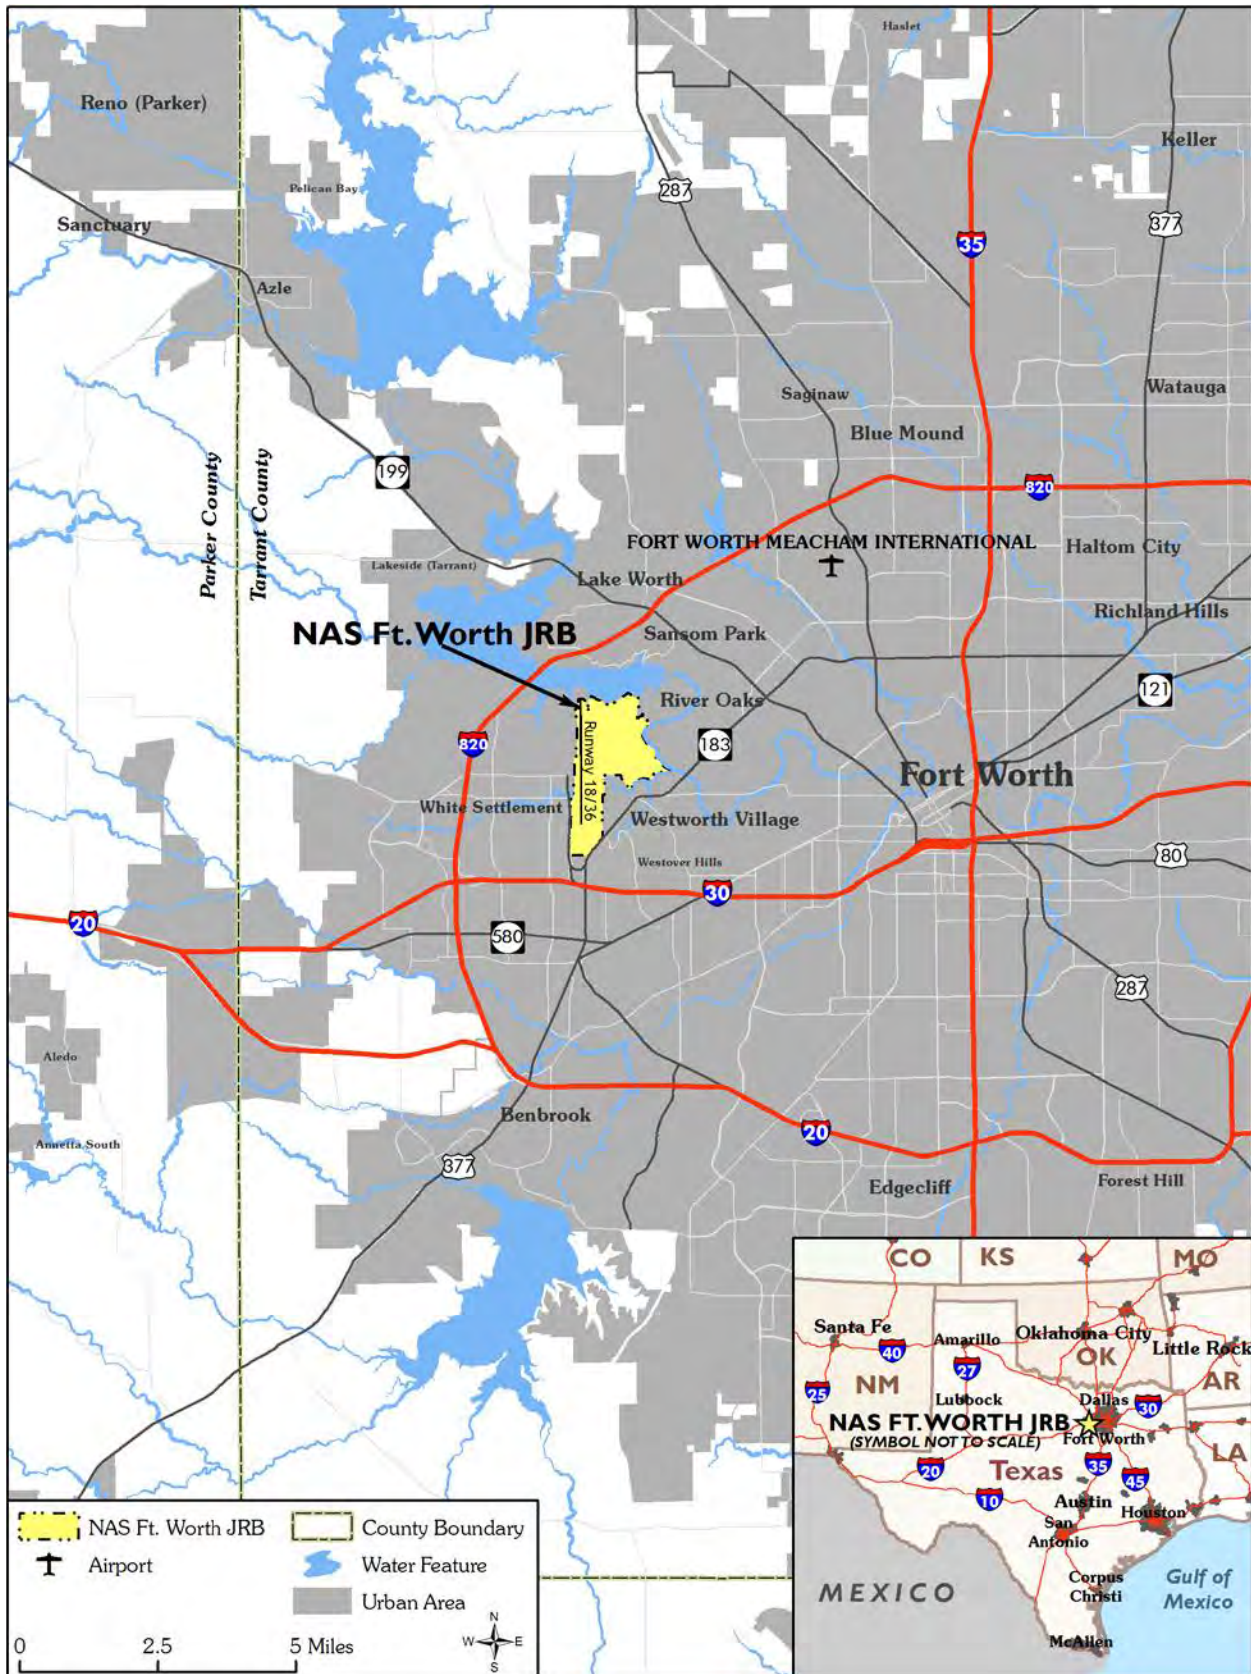 Haslet
Reno (Parker)
Keller
Pelican Bay
287
377
Sanctuary
35
Azle
Saginaw
Watauga
Blue Mound
199
820
Parker County
Tarrant County
FORT WORTH MEACHAM INTERNATIONAL
Haltom City
Lakeside (Tarrant)
Lake Worth
Richland Hills
NAS Ft. Worth JRB
Sansom Park
121
River Oaks
820
183
Runway 18/36
Fort Worth
White Settlement
Westworth Village
Westover Hills
80
30
20
580
287
Aledo
Benbrook
20
Annetta South
377
Edgecliff
Forest Hill
CO
KS
MO
Santa Fe
Amarillo
Oklahoma City
Little Rock
40
OK
27
25
NM
AR
Lubbock
Dallas
30
NAS FT. WORTH JRB
(SYMBOL NOT TO SCALE)
Fort Worth
LA
20
Texas
35
45
10
Austin
Houston
San
Antonio
Corpus
Christi
MEXICO
Gulf of
Mexico
McAllen
NAS Ft. Worth JRB
County Boundary
Airport
Water Feature
Urban Area
N
W
E
S
0
2.5
5 Miles